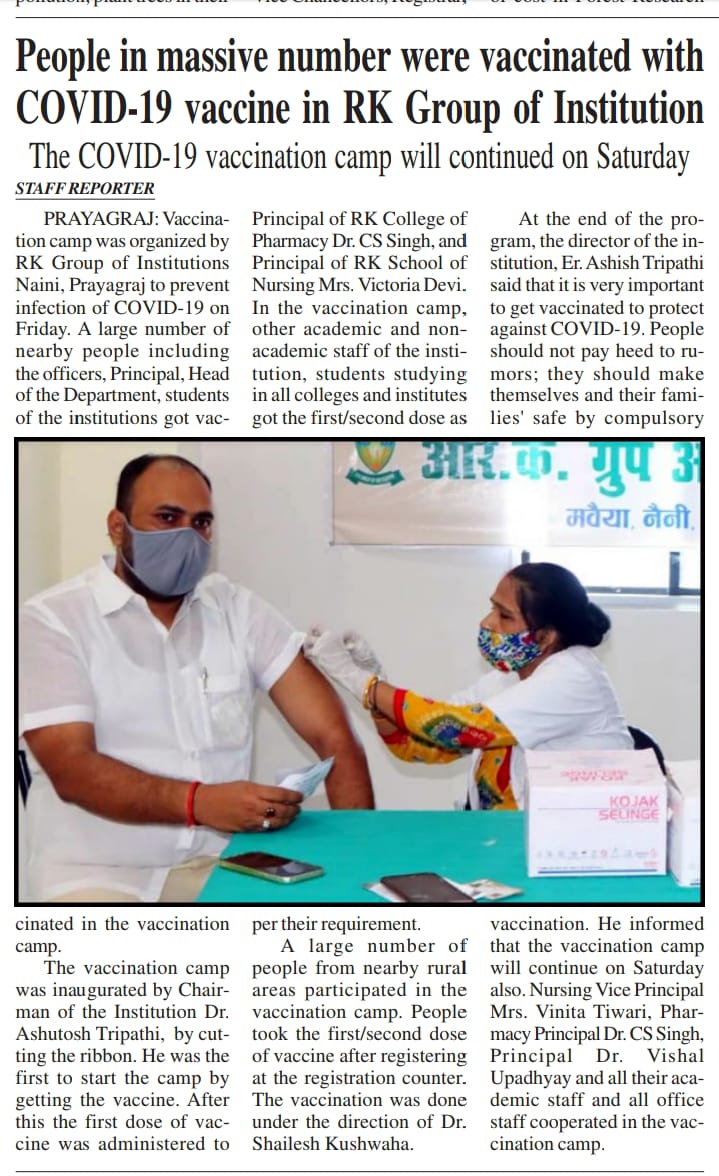 pollution, plant trees in their
Vice Chancellors, Registrar,
of cost in Forest Research
People in massive number were vaccinated with
COVID-19 vaccine in RK Group of Institution
The COVID-19 vaccination camp will continued on Saturday
STAFF REPORTER
PRAYAGRAJ: Vaccina-
tion camp was organized by
RK Group of Institutions
Naini, Prayagraj to prevent
infection of COVID-19 on
Friday. A large number of
nearby people including
the officers, Principal, Head
of the Department, students
of the institutions got vac-
cinated in the vaccination
camp.
The vaccination camp
was inaugurated by Chair-
man of the Institution Dr.
Ashutosh Tripathi, by cut-
ting the ribbon. He was the
first to start the camp by
getting the vaccine. After
this the first dose of vac-
cine was administered to
Principal of RK College of
Pharmacy Dr. CS Singh, and
Principal of RK School of
Nursing Mrs. Victoria Devi.
In the vaccination camp,
other academic and non-
academic staff of the insti-
tution, students studying
in all colleges and institutes
got the first/second dose as
per their requirement.
A large number of
people from nearby rural
areas participated in the
vaccination camp. People
took the first/second dose
of vaccine after registering
at the registration counter.
The vaccination was done
under the direction of Dr.
Shailesh Kushwaha.
At the end of the pro-
gram, the director of the in-
stitution, Er. Ashish Tripathi
said that it is very important
to get vaccinated to protect
against COVID-19. People
should not pay heed to ru-
mors; they should make
themselves and their fami-
lies' safe by compulsory
vaccination. He informed
that the vaccination camp
will continue on Saturday
also. Nursing Vice Principal
Mrs. Vinita Tiwari, Phar-
macy Principal Dr. CS Singh,
Principal Dr. Vishal
Upadhyay and all their aca-
demic staff and all office
staff cooperated in the vac-
cination camp.
आर.के. ग्रुप अ
मवैया, नैनी,
KOJAK
SELINGE